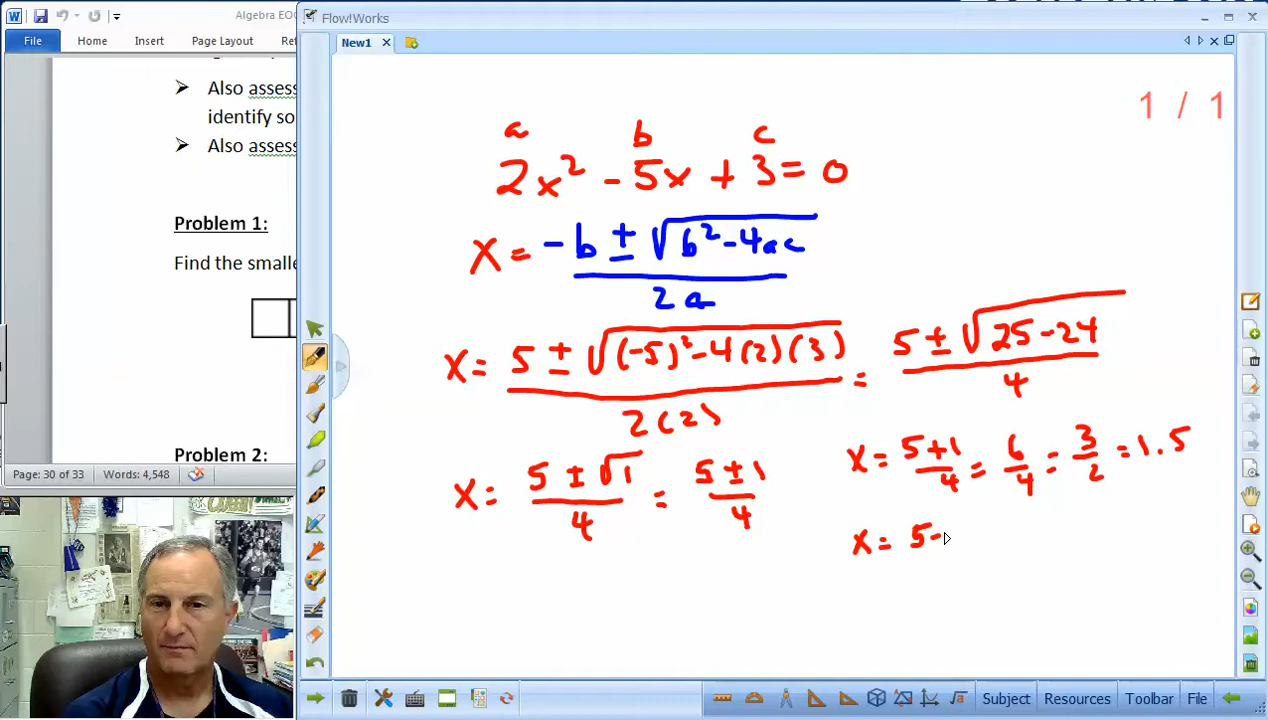 Algebra EOC
Flow!Works
File Home Insert Page Layout Ref
New1
Also assess
identify so
Also assess
Problem 1:
Find the smalle
Problem 2:
Page: 30 of 33 Words: 4,548
1 / 1
a b c
2x² - 5x + 3 = 0
x = -b ± √(b²-4ac) / 2a
x = 5 ± √((-5)²-4(2)(3)) / 2(2) = 5 ± √(25-24) / 4
x = 5 ± √1 / 4 = 5 ± 1 / 4
x = 5+1 / 4 = 6/4 = 3/2 = 1.5
x = 5-
Subject Resources Toolbar File